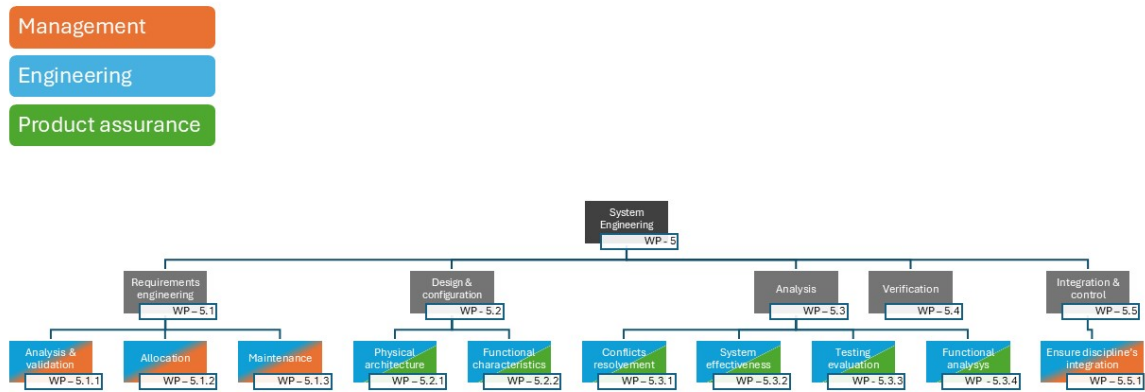 Management
Engineering
Product assurance
System
Engineering
WP - 5
Requirements
engineering
WP – 5.1
Design &
configuration
WP - 5.2
Analysis
WP – 5.3
Verification
WP – 5.4
Integration &
control
WP – 5.5
Analysis &
validation
WP – 5.1.1
Allocation
WP – 5.1.2
Maintenance
WP – 5.1.3
Physical
architecture
WP – 5.2.1
Functional
characteristics
WP – 5.2.2
Conflicts
resolvement
WP – 5.3.1
System
effectiveness
WP – 5.3.2
Testing
evaluation
WP – 5.3.3
Functional
analysys
WP - 5.3.4
Ensure discipline's
integration
WP – 5.5.1